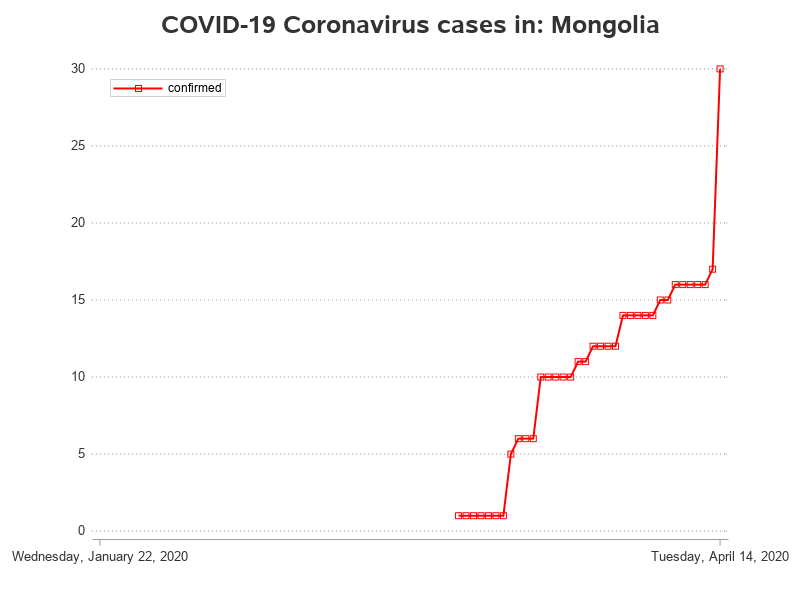 COVID-19 Coronavirus cases in: Mongolia
30
confirmed
25
20
15
10
5
0
Wednesday, January 22, 2020
Tuesday, April 14, 2020